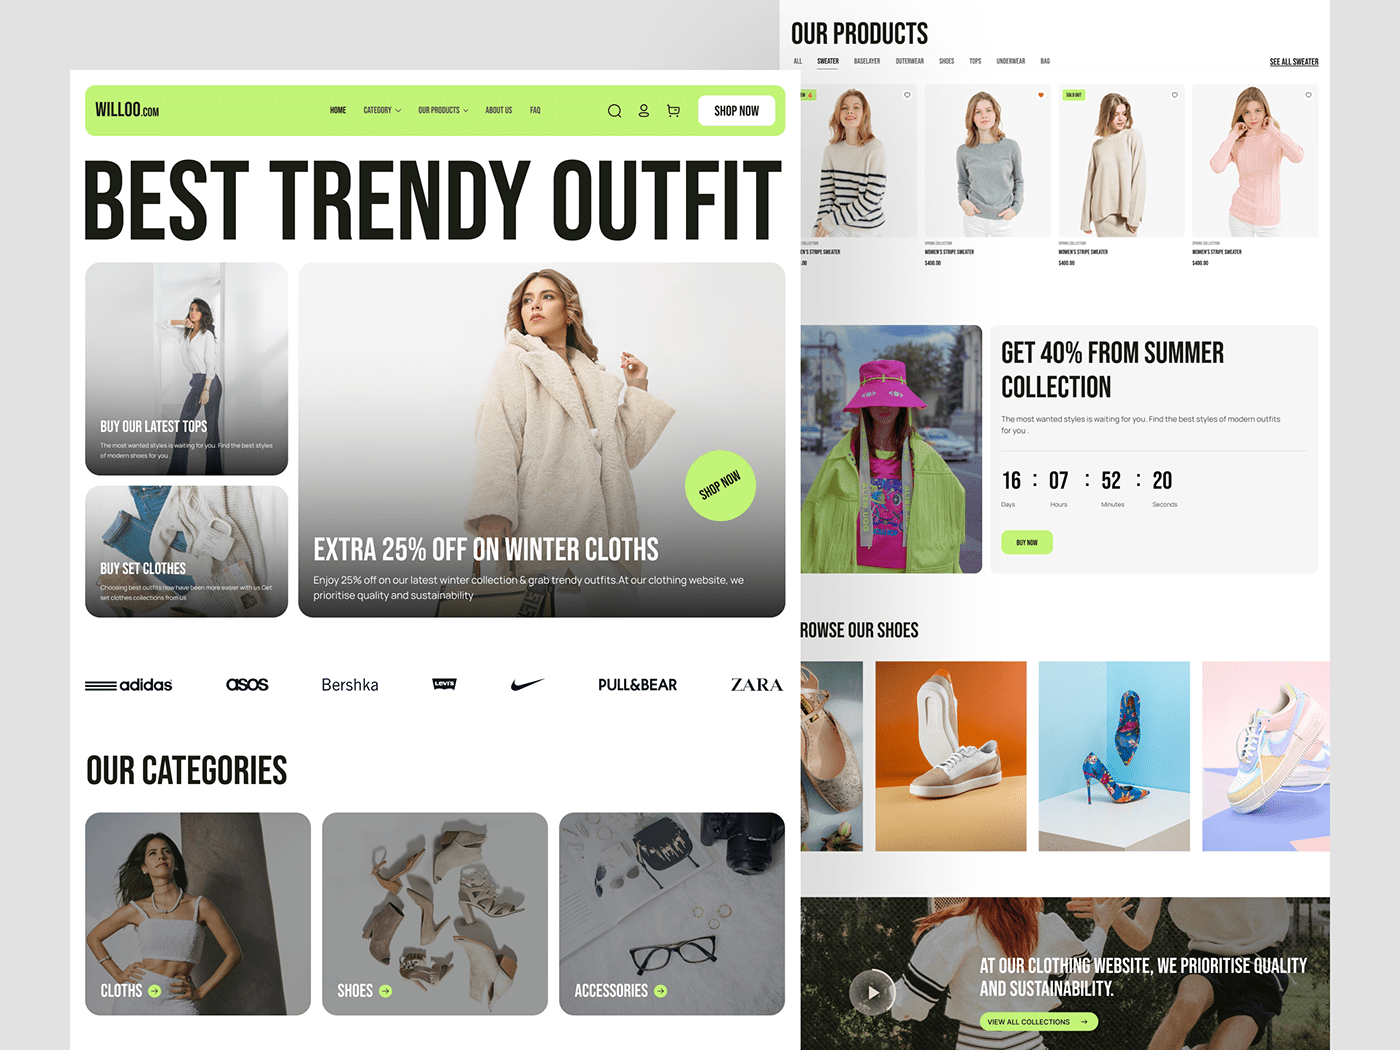 WILLOO.COM
HOME
CATEGORY
OUR PRODUCTS
ABOUT US
FAQ
SHOP NOW
BEST TRENDY OUTFIT
BUY OUR LATEST TOPS
The most wanted styles is waiting for you. Find the best styles
of modern shoes for you .
BUY SET CLOTHES
Choosing best outfits now have been more easier with us.Get
set clothes collections from us
SHOP NOW
EXTRA 25% OFF ON WINTER CLOTHS
Enjoy 25% off on our latest winter collection & grab trendy outfits.At our clothing website, we
prioritise quality and sustainability
adidas
asos
Bershka
Levi's
PULL&BEAR
ZARA
OUR CATEGORIES
CLOTHS
SHOES
ACCESSORIES
OUR PRODUCTS
ALL
SWEATER
BASELAYER
OUTERWEAR
SHOES
TOPS
UNDERWEAR
BAG
SEE ALL SWEATER
SOLD OUT
COLLECTION
EN'S STRIPE SWEATER
.00
SPRING COLLECTION
WOMEN'S STRIPE SWEATER
$400.00
SPRING COLLECTION
WOMEN'S STRIPE SWEATER
$400.00
SPRING COLLECTION
WOMEN'S STRIPE SWEATER
$400.00
GET 40% FROM SUMMER
COLLECTION
The most wanted styles is waiting for you. Find the best styles of modern outfits
for you .
16 : 07 : 52 : 20
Days Hours Minutes Seconds
BUY NOW
ROWSE OUR SHOES
AT OUR CLOTHING WEBSITE, WE PRIORITISE QUALITY
AND SUSTAINABILITY.
VIEW ALL COLLECTIONS